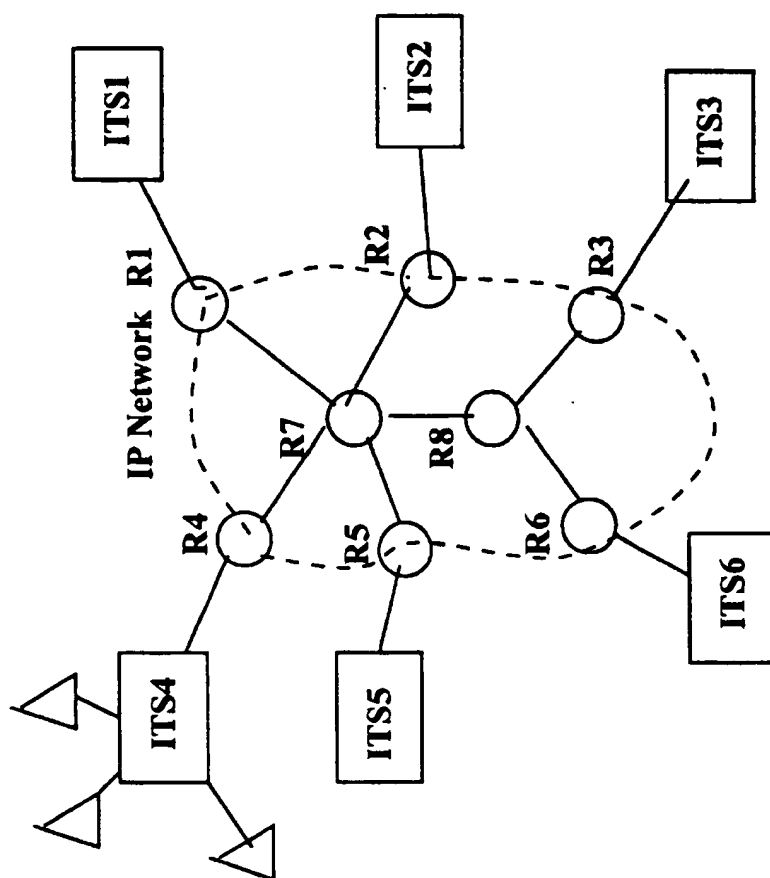 ITS1
IP Network R1
ITS4
R4
R7
R5
R2
ITS5
ITS2
R8
R6
R3
ITS3
ITS6